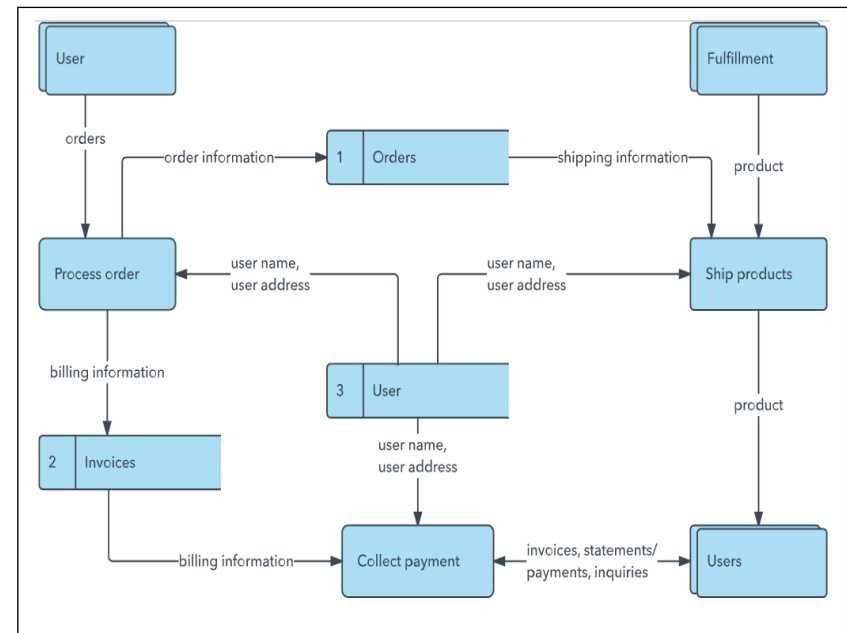 User
Fulfillment
orders
order information
1 Orders
shipping information
product
Process order
user name,
user address
user name,
user address
Ship products
billing information
3 User
product
user name,
user address
2 Invoices
billing information
Collect payment
invoices, statements/
payments, inquiries
Users